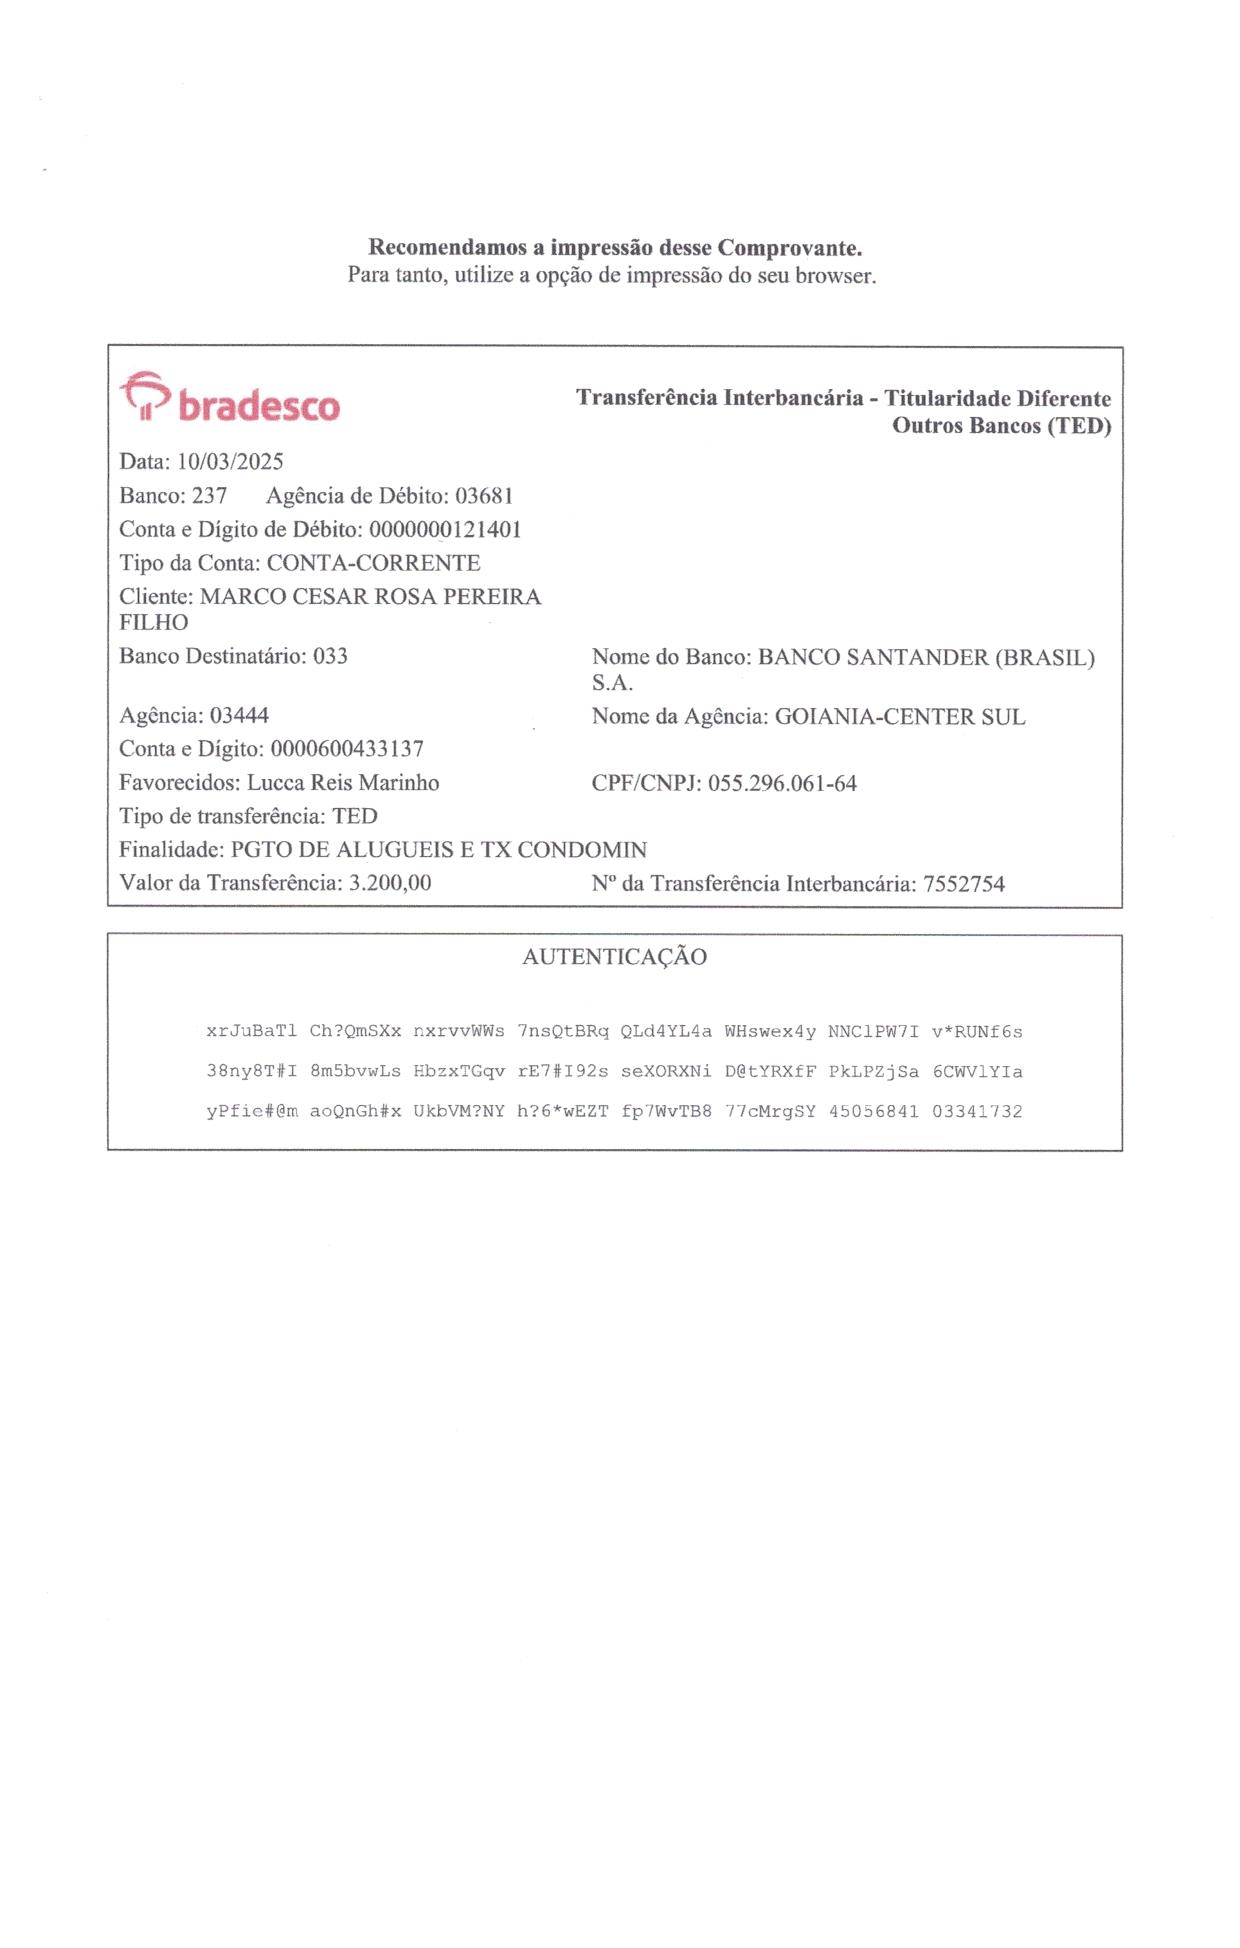 Recomendamos a impressão desse Comprovante.
Para tanto, utilize a opção de impressão do seu browser.
bradesco
Transferência Interbancária - Titularidade Diferente
Outros Bancos (TED)
Data: 10/03/2025
Banco: 237 Agência de Débito: 03681
Conta e Dígito de Débito: 0000000121401
Tipo da Conta: CONTA-CORRENTE
Cliente: MARCO CESAR ROSA PEREIRA
FILHO
Banco Destinatário: 033
Nome do Banco: BANCO SANTANDER (BRASIL)
S.A.
Agência: 03444
Nome da Agência: GOIANIA-CENTER SUL
Conta e Dígito: 0000600433137
Favorecidos: Lucca Reis Marinho
CPF/CNPJ: 055.296.061-64
Tipo de transferência: TED
Finalidade: PGTO DE ALUGUEIS E TX CONDOMIN
Valor da Transferência: 3.200,00
Nº da Transferência Interbancária: 7552754
AUTENTICAÇÃO
xrJuBaTl Ch?QmSXx nxrvvWWs 7nsQtBRq QLd4YL4a WHswex4y NNClPW7I v*RUNf6s
38ny8T#I 8m5bvwLs HbzxTGqv rE7#I92s seXORXNi D@tYRXfF PkLPZjSa 6CWVlYIa
yPfie#@m aoQnGh#x UkbVM?NY h?6*wEZT fp7WvTB8 77cMrgSY 45056841 03341732